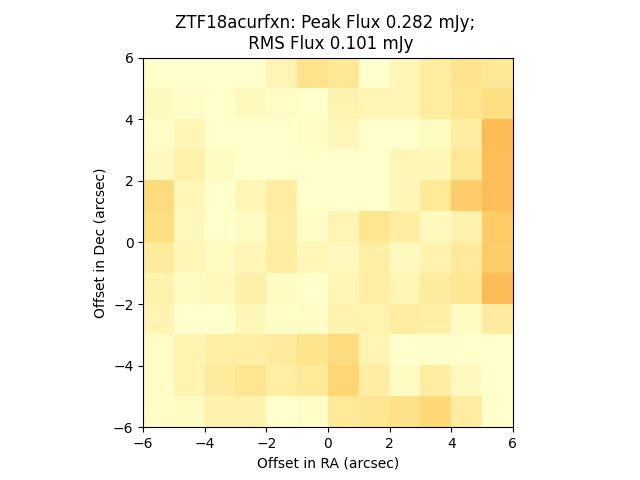 ZTF18acurfxn: Peak Flux 0.282 mJy;
RMS Flux 0.101 mJy
6
4
2
0
−2
−4
−6
Offset in Dec (arcsec)
−6 −4 −2 0 2 4 6
Offset in RA (arcsec)